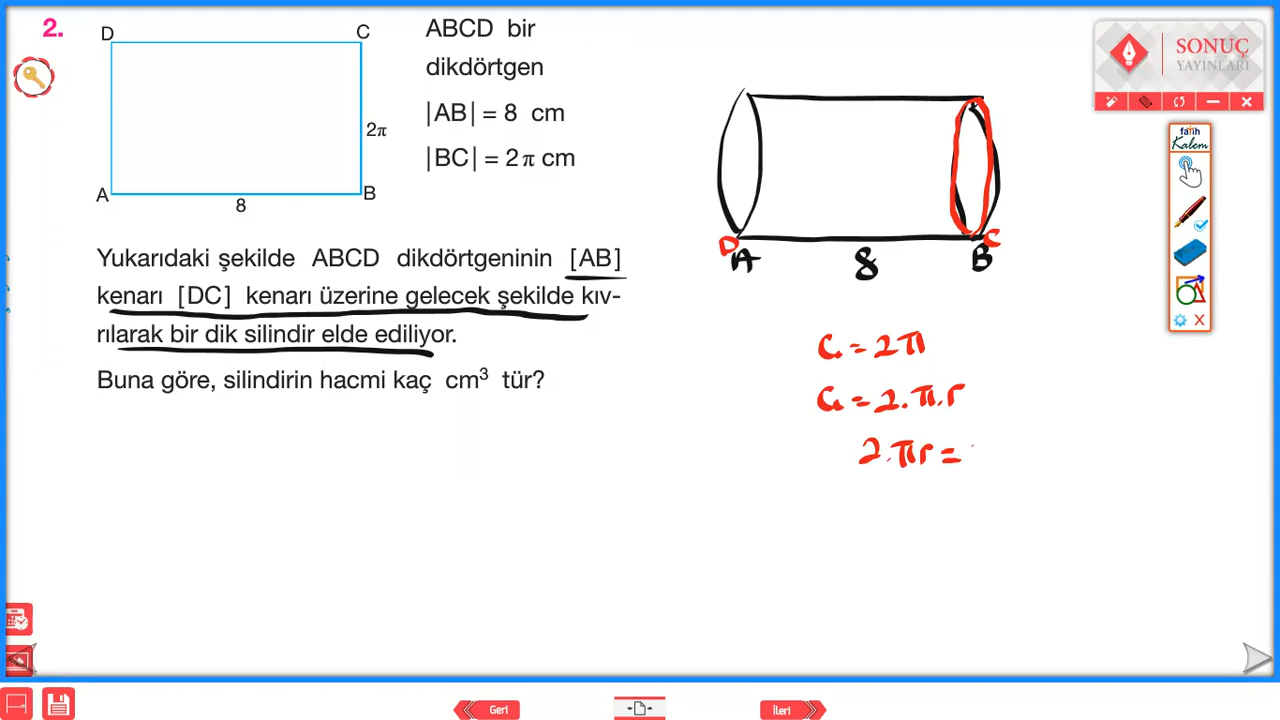 2.
D
C
2π
A
B
8
ABCD bir
dikdörtgen
|AB| = 8 cm
|BC| = 2π cm
Yukarıdaki şekilde ABCD dikdörtgeninin [AB]
kenarı [DC] kenarı üzerine gelecek şekilde kıv-
rılarak bir dik silindir elde ediliyor.
Buna göre, silindirin hacmi kaç cm³ tür?
D
C
A
8
B
Ç = 2π
Ç = 2.π.r
2.πr =
SONUÇ
YAYINLARI
fatih
Kalem
Geri
İleri